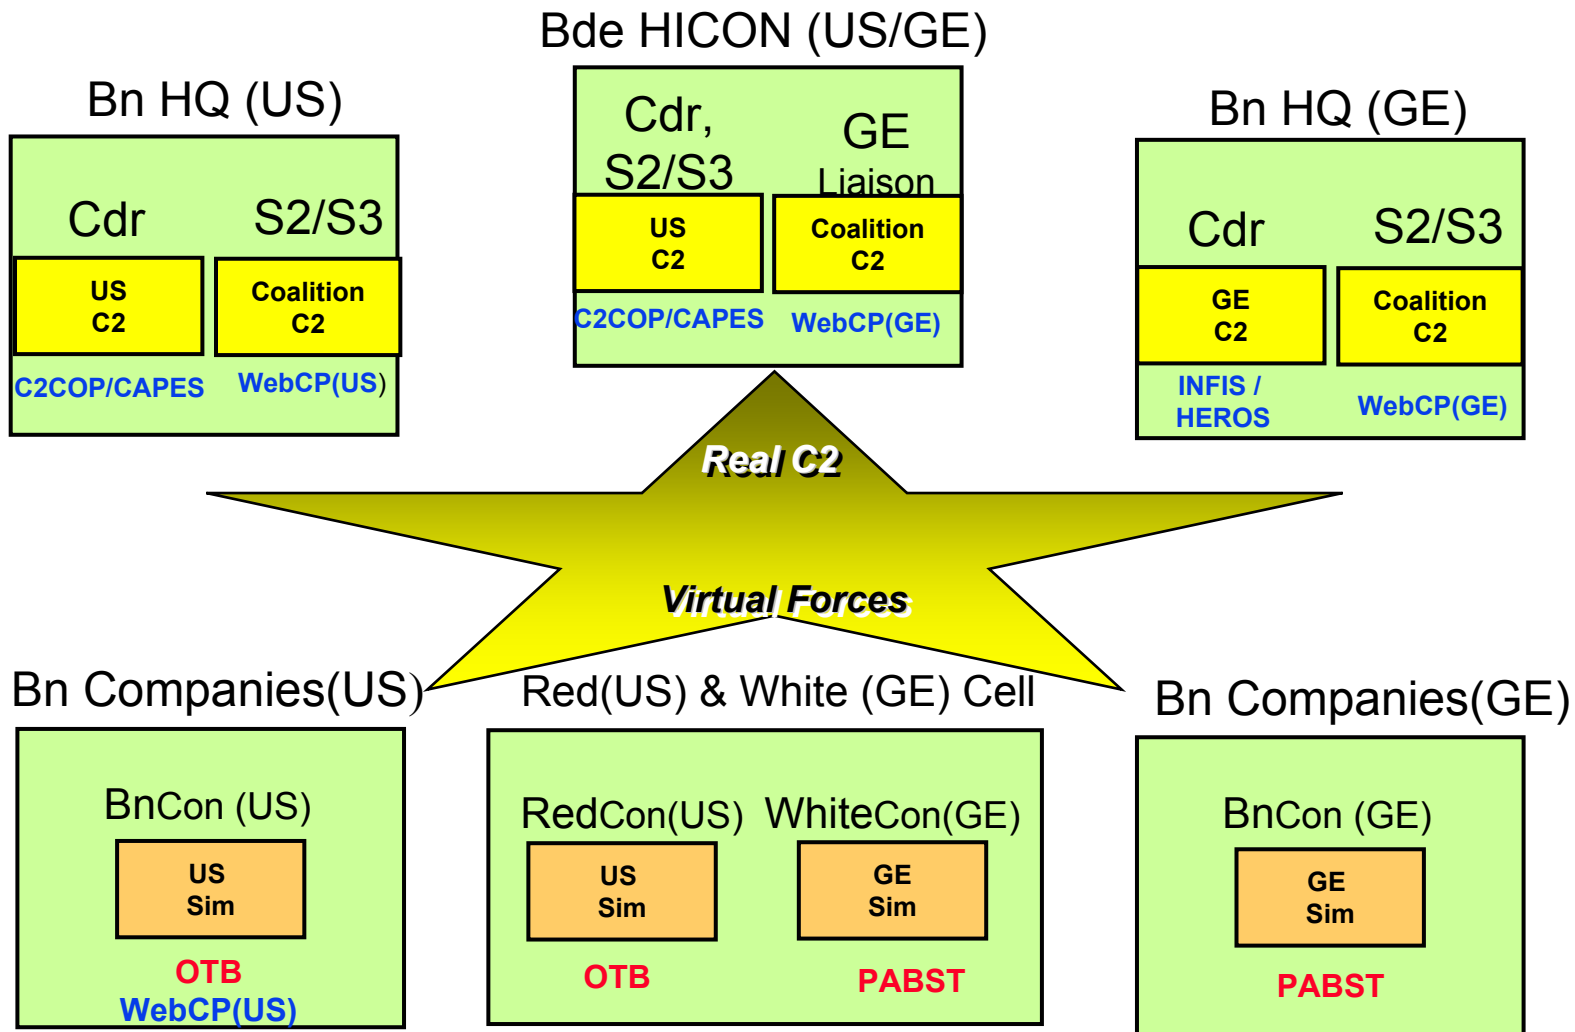 Bde HICON (US/GE)
Cdr,
S2/S3
GE
Liaison
US
C2
Coalition
C2
C2COP/CAPES
WebCP(GE)
Bn HQ (US)
Cdr
S2/S3
US
C2
Coalition
C2
C2COP/CAPES
WebCP(US)
Bn HQ (GE)
Cdr
S2/S3
GE
C2
Coalition
C2
INFIS /
HEROS
WebCP(GE)
Real C2
Virtual Forces
Bn Companies(US)
BnCon (US)
US
Sim
OTB
WebCP(US)
Red(US) & White (GE) Cell
RedCon(US)
WhiteCon(GE)
US
Sim
GE
Sim
OTB
PABST
Bn Companies(GE)
BnCon (GE)
GE
Sim
PABST